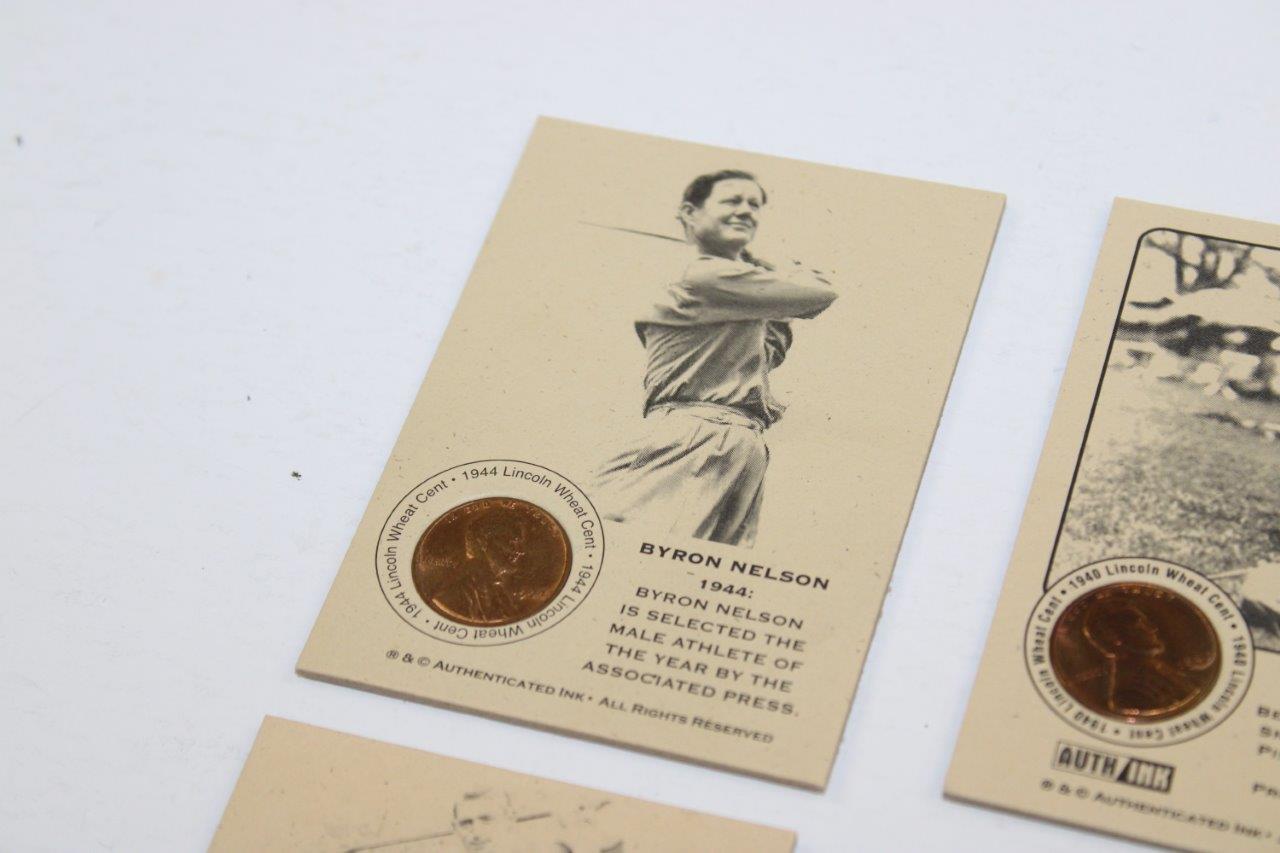 1944 Lincoln Wheat Cent • 1944 Lincoln Wheat Cent • 1944 Lincoln Wheat Cent •
BYRON NELSON
1944:
BYRON NELSON
IS SELECTED THE
MALE ATHLETE OF
THE YEAR BY THE
ASSOCIATED PRESS.
® & © AUTHENTICATED INK • ALL RIGHTS RESERVED
1940 Lincoln Wheat Cent • 1940 Lincoln Wheat Cent • 1940 Lincoln Wheat Cent •
AUTH/INK
® & © AUTHENTICATED INK •